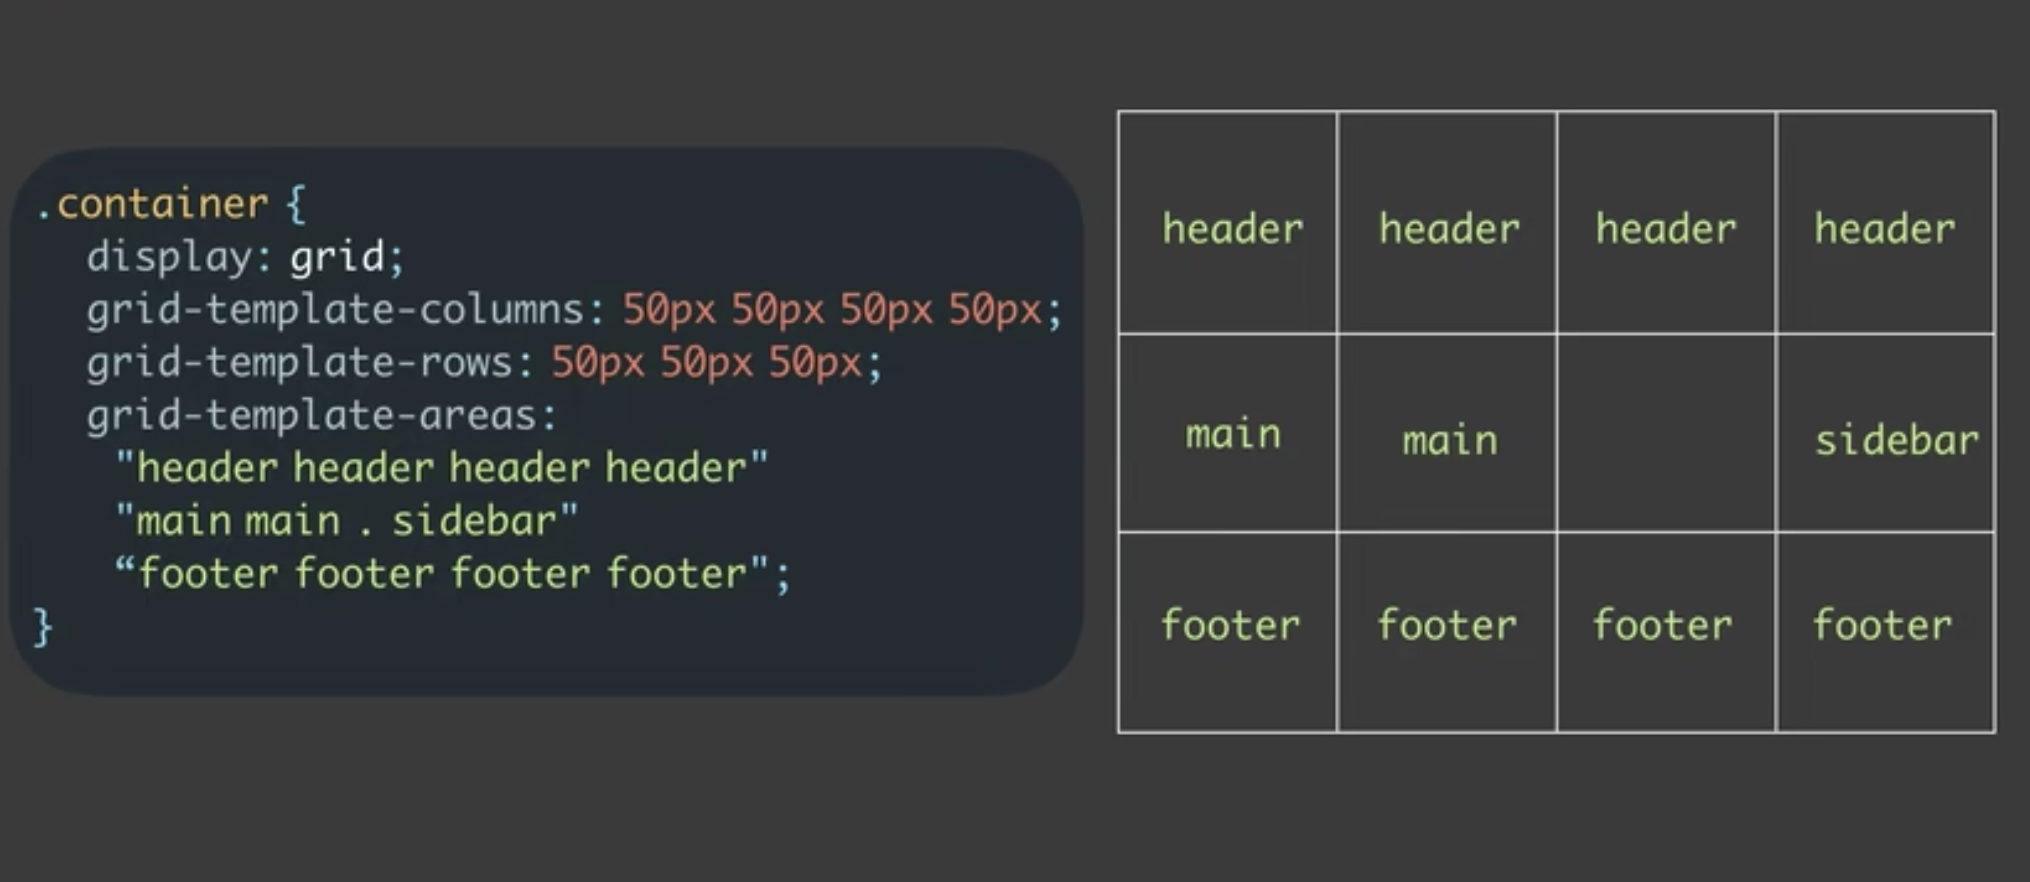 .container {
display: grid;
grid-template-columns: 50px 50px 50px 50px;
grid-template-rows: 50px 50px 50px;
grid-template-areas:
"header header header header"
"main main . sidebar"
“footer footer footer footer";
}
header header header header
main main sidebar
footer footer footer footer